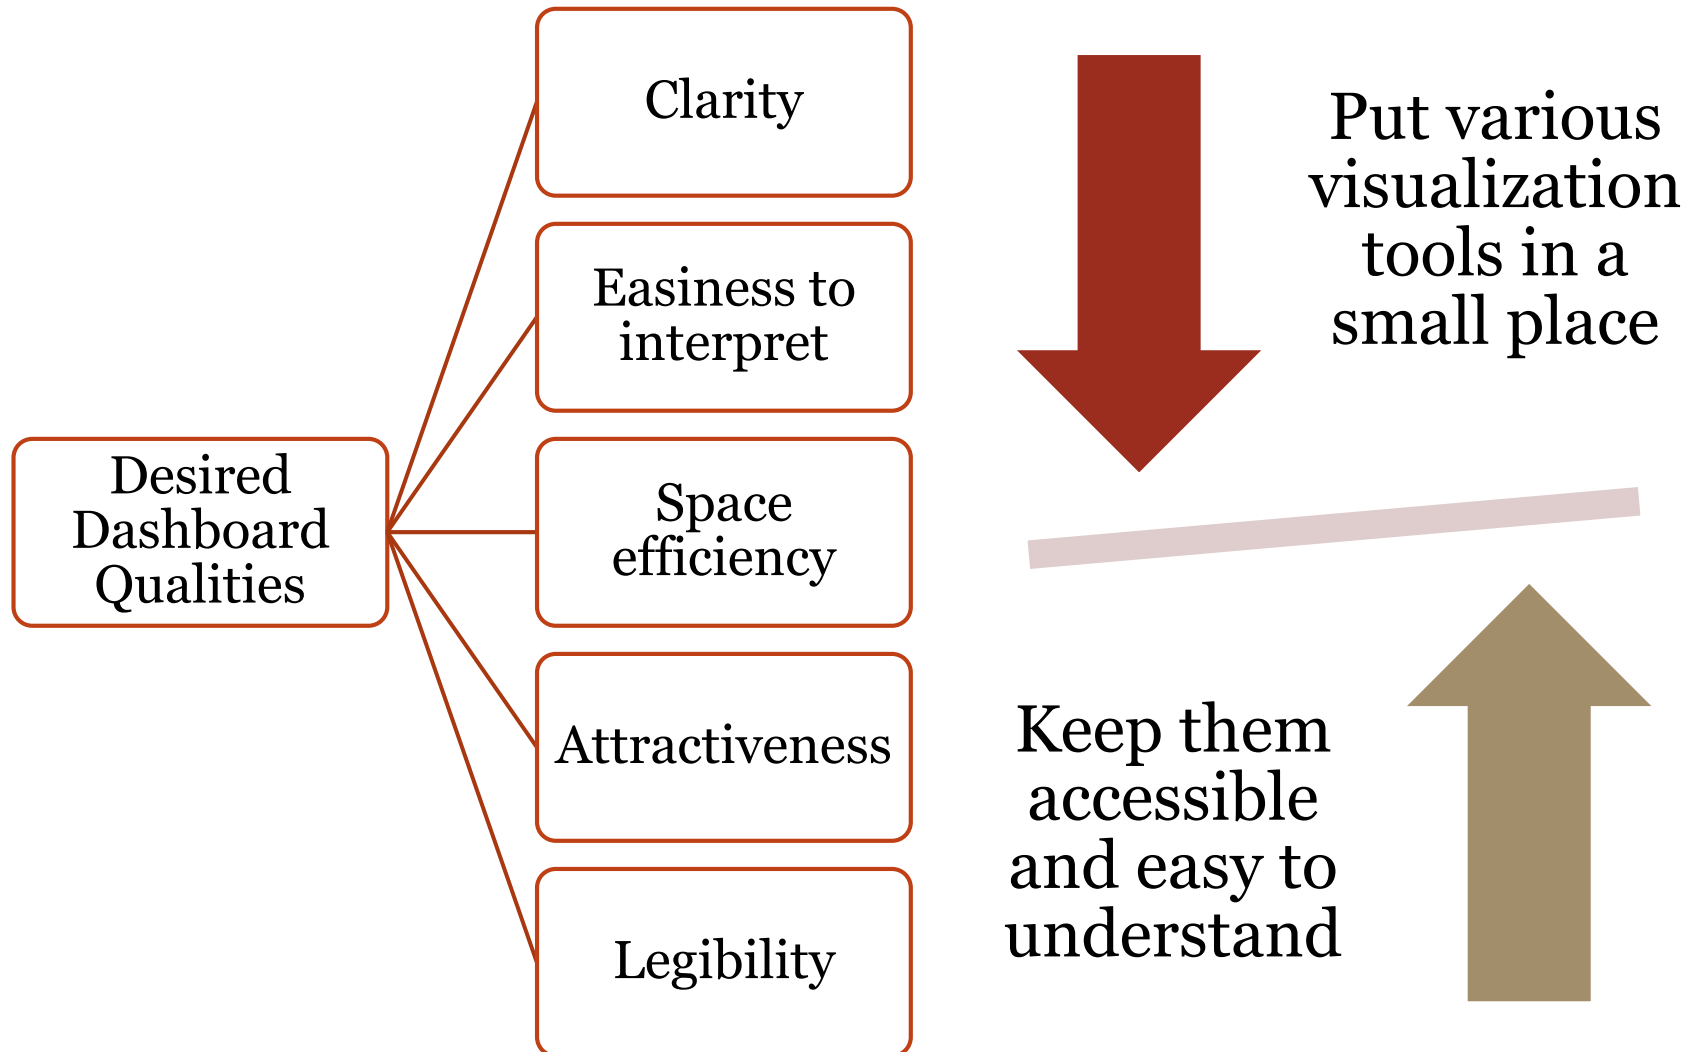 Desired
Dashboard
Qualities
Clarity
Easiness to
interpret
Space
efficiency
Attractiveness
Legibility
Put various
visualization
tools in a
small place
Keep them
accessible
and easy to
understand